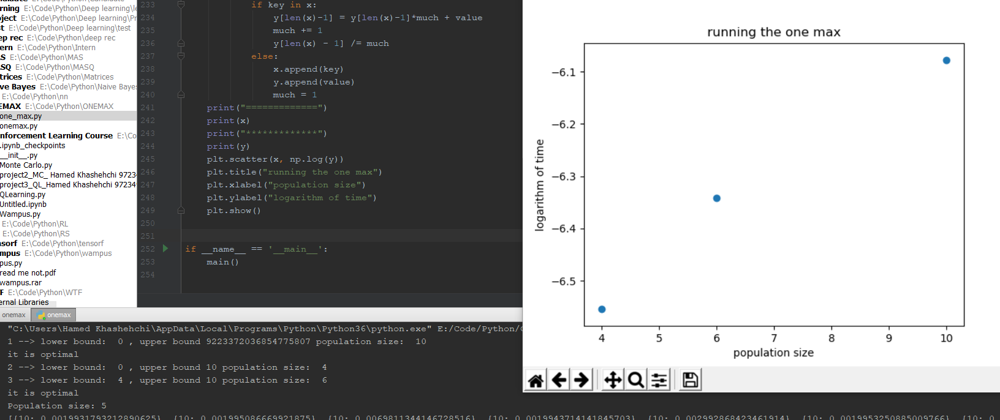 rning E:\Code\Python\Deep learning\le
oject E:\Code\Python\Deep learning\Pr
t E:\Code\Python\Deep learning\test
ep rec E:\Code\Python\deep rec
ern E:\Code\Python\Intern
S E:\Code\Python\MAS
SQ E:\Code\Python\MASQ
trices E:\Code\Python\Matrices
ve Bayes E:\Code\Python\Naive Bayes
E:\Code\Python\nn
EMAX E:\Code\Python\ONEMAX
one_max.py
onemax.py
nforcement Learning Course E:\Co
.ipynb_checkpoints
__init__.py
Monte Carlo.py
project2_MC_ Hamed Khashehchi 9723
project3_QL_Hamed Khashehchi 9723
QLearning.py
Untitled.ipynb
Wampus.py
E:\Code\Python\RL
E:\Code\Python\RS
nsorf E:\Code\Python\tensorf
mpus E:\Code\Python\wampus
pus.py
read me not.pdf
wampus.rar
F E:\Code\Python\WTF
ernal Libraries
233 if key in x:
234 y[len(x)-1] = y[len(x)-1]*much + value
235 much += 1
236 y[len(x) - 1] /= much
237 else:
238 x.append(key)
239 y.append(value)
240 much = 1
241 print("=============")
242 print(x)
243 print("*************")
244 print(y)
245 plt.scatter(x, np.log(y))
246 plt.title("running the one max")
247 plt.xlabel("population size")
248 plt.ylabel("logarithm of time")
249 plt.show()
250
251
252 if __name__ == '__main__':
253 main()
254
running the one max
logarithm of time
−6.1
−6.2
−6.3
−6.4
−6.5
4 5 6 7 8 9 10
population size
onemax onemax
"C:\Users\Hamed Khashehchi\AppData\Local\Programs\Python\Python36\python.exe" E:/Code/Python/
1 --> lower bound:  0 , upper bound 9223372036854775807 population size:  10
it is optimal
2 --> lower bound:  0 , upper bound 10 population size:  4
3 --> lower bound:  4 , upper bound 10 population size:  6
it is optimal
Population size: 5
[{10: 0.0019931793212890625}, {10: 0.001995086669921875}, {10: 0.006981134414672851​6}, {10: 0.0019943714141845703}, {10: 0.002992868423461914}, {10: 0.0019953250885009766}, {10: 0